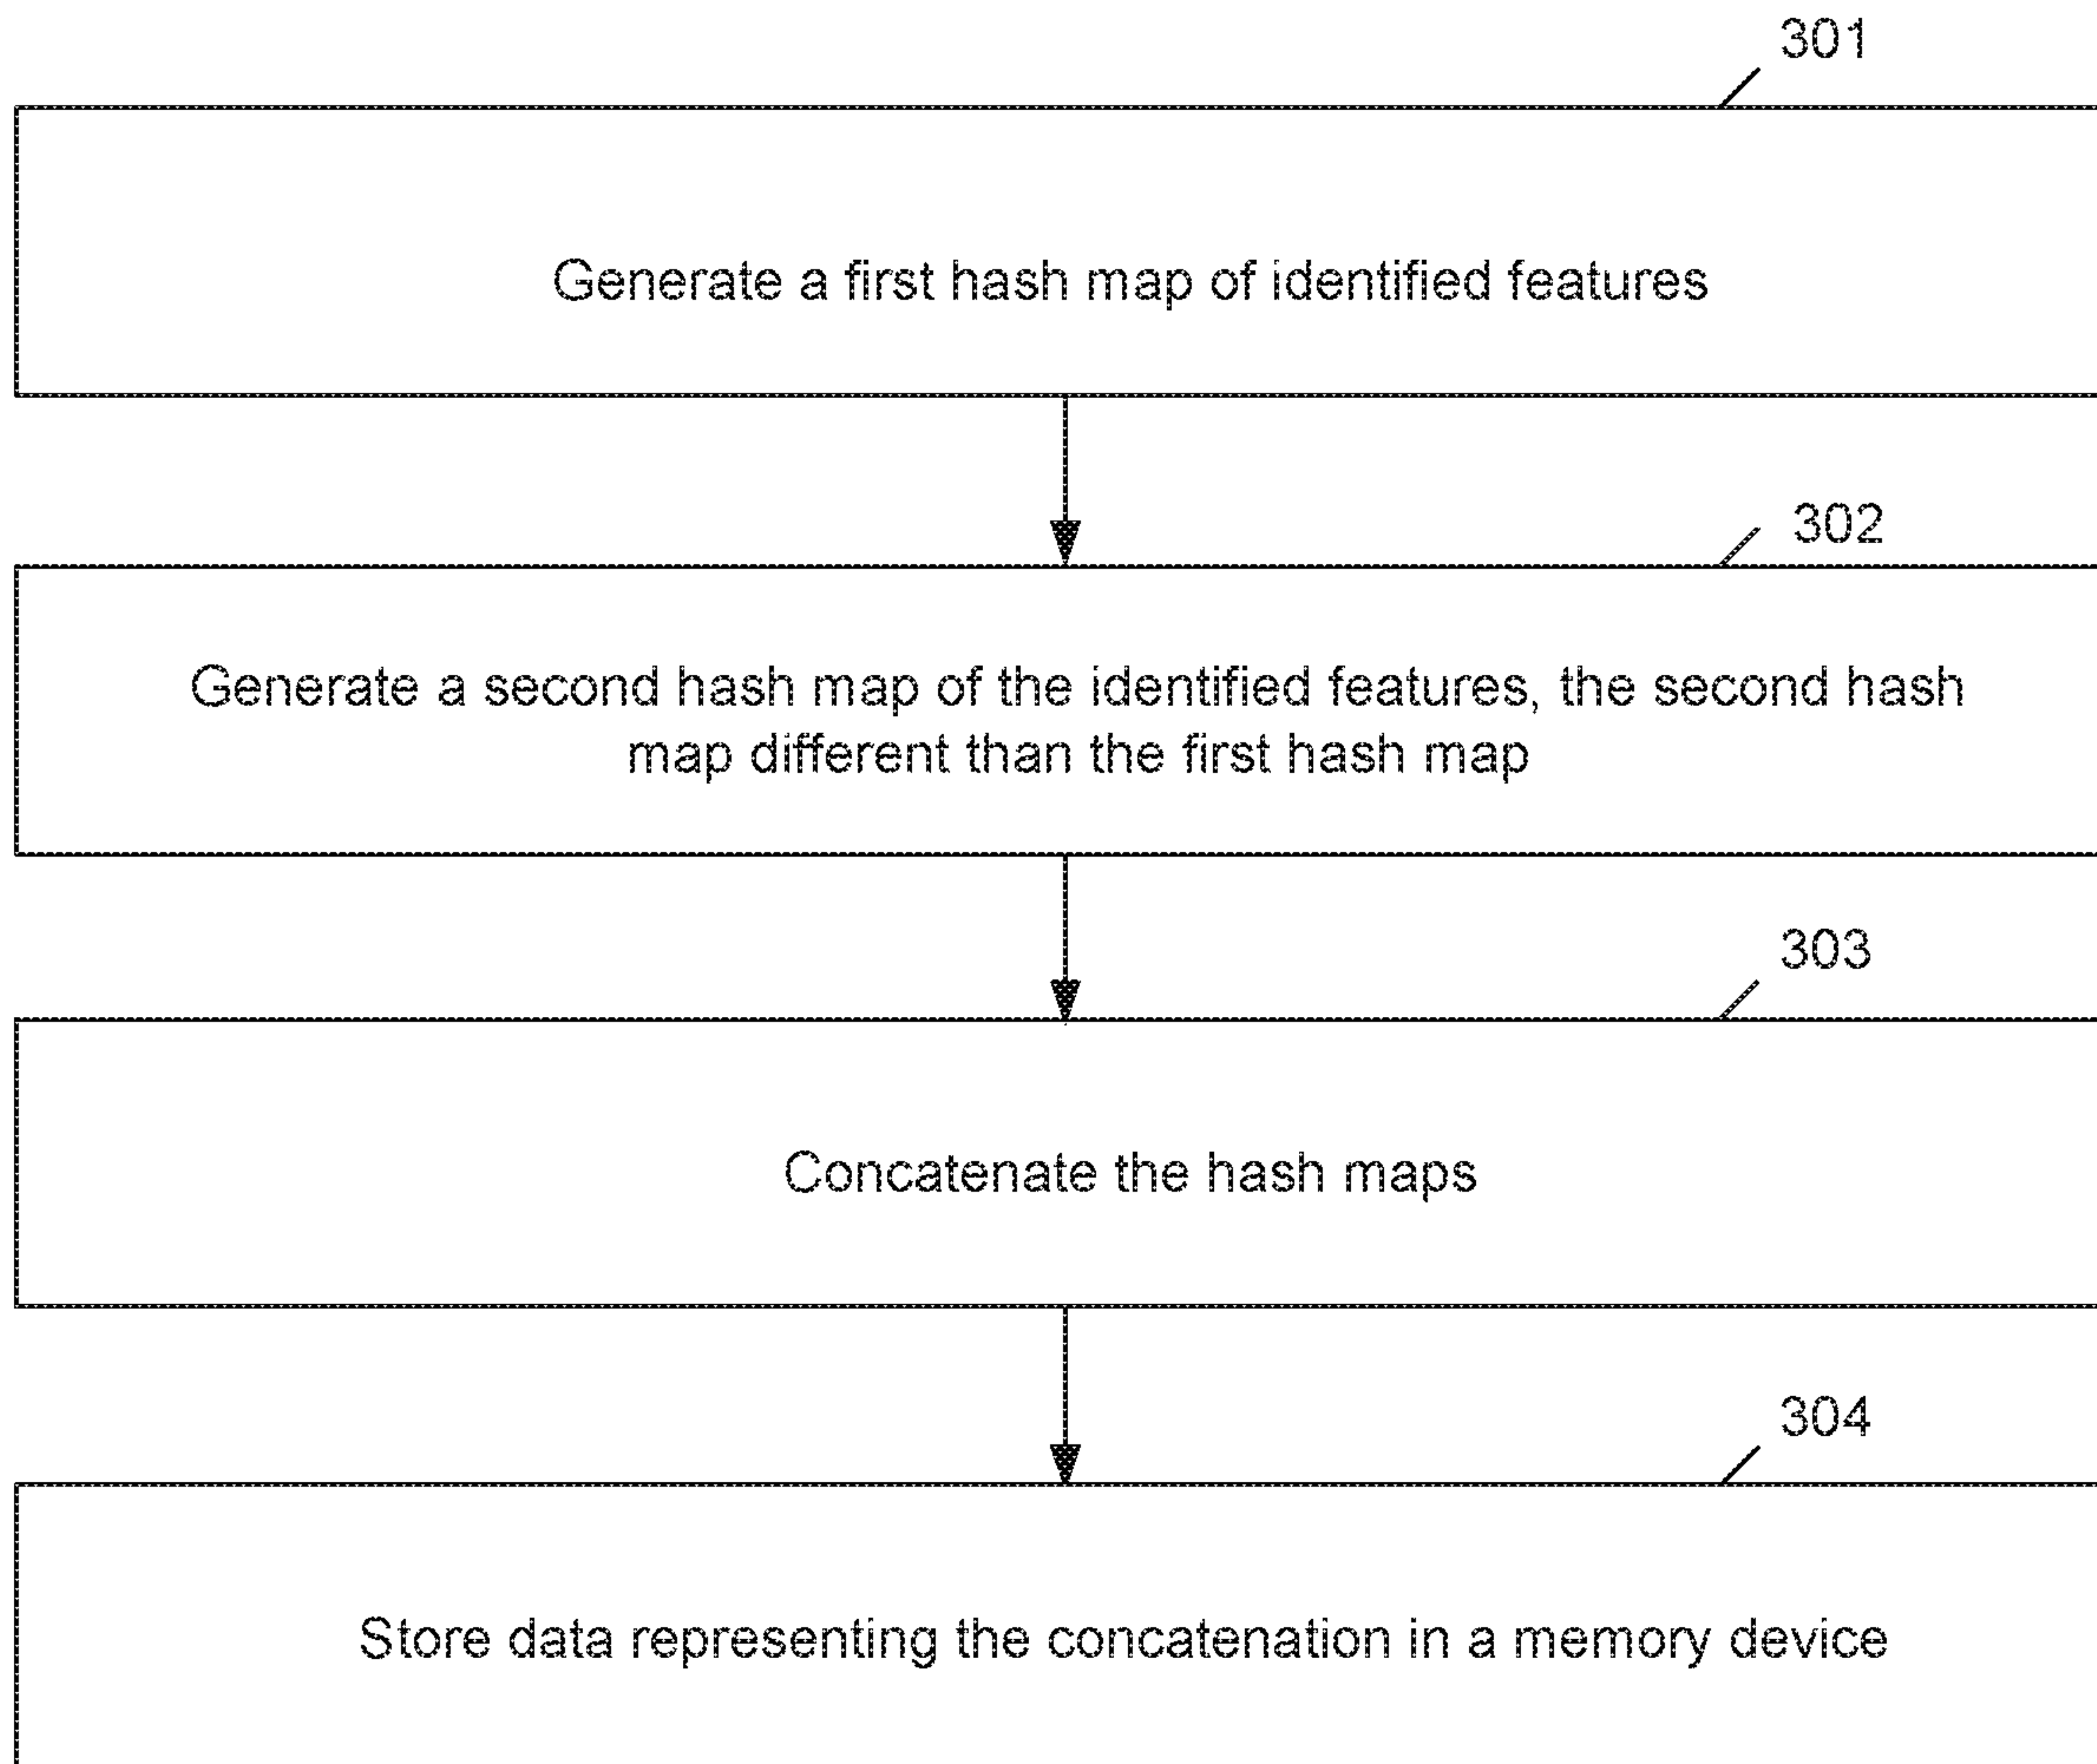 301
Generate a first hash map of identified features
302
Generate a second hash map of the identified features, the second hash
map different than the first hash map
303
Concatenate the hash maps
304
Store data representing the concatenation in a memory device